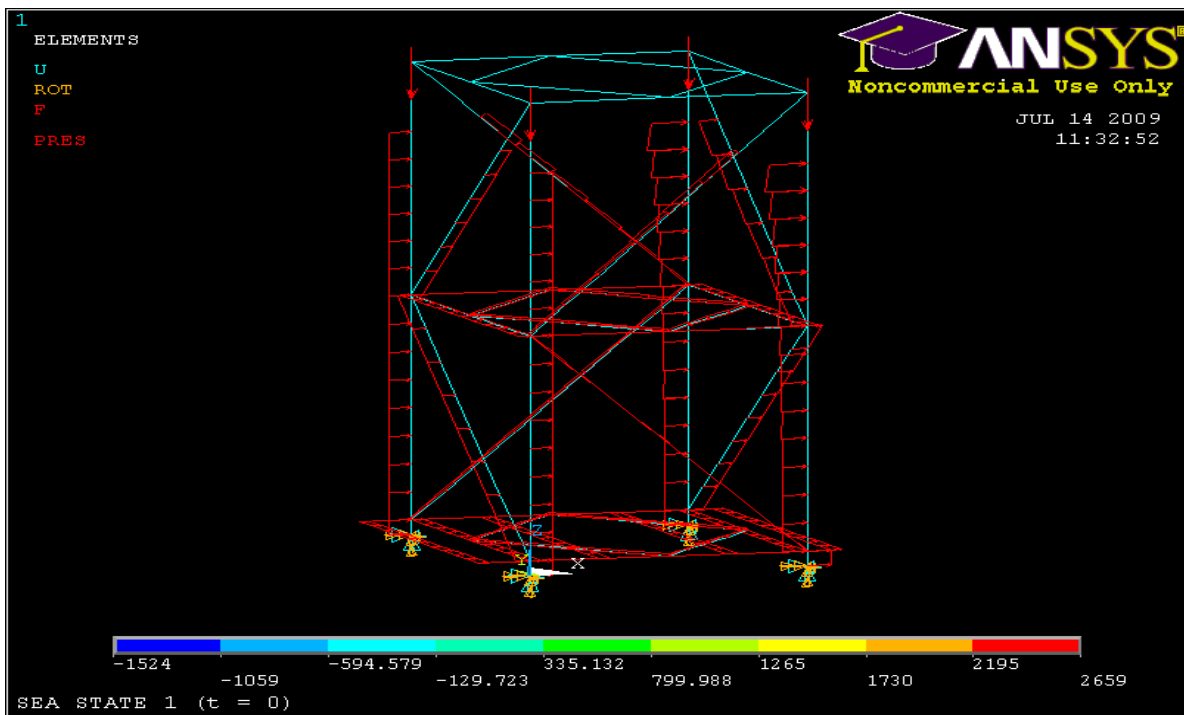 1
ELEMENTS
U
ROT
F
PRES
ANSYS
Noncommercial Use Only
JUL 14 2009
11:32:52
Z
Y
X
-1524 -594.579 335.132 1265 2195
-1059 -129.723 799.988 1730 2659
SEA STATE 1 (t = 0)